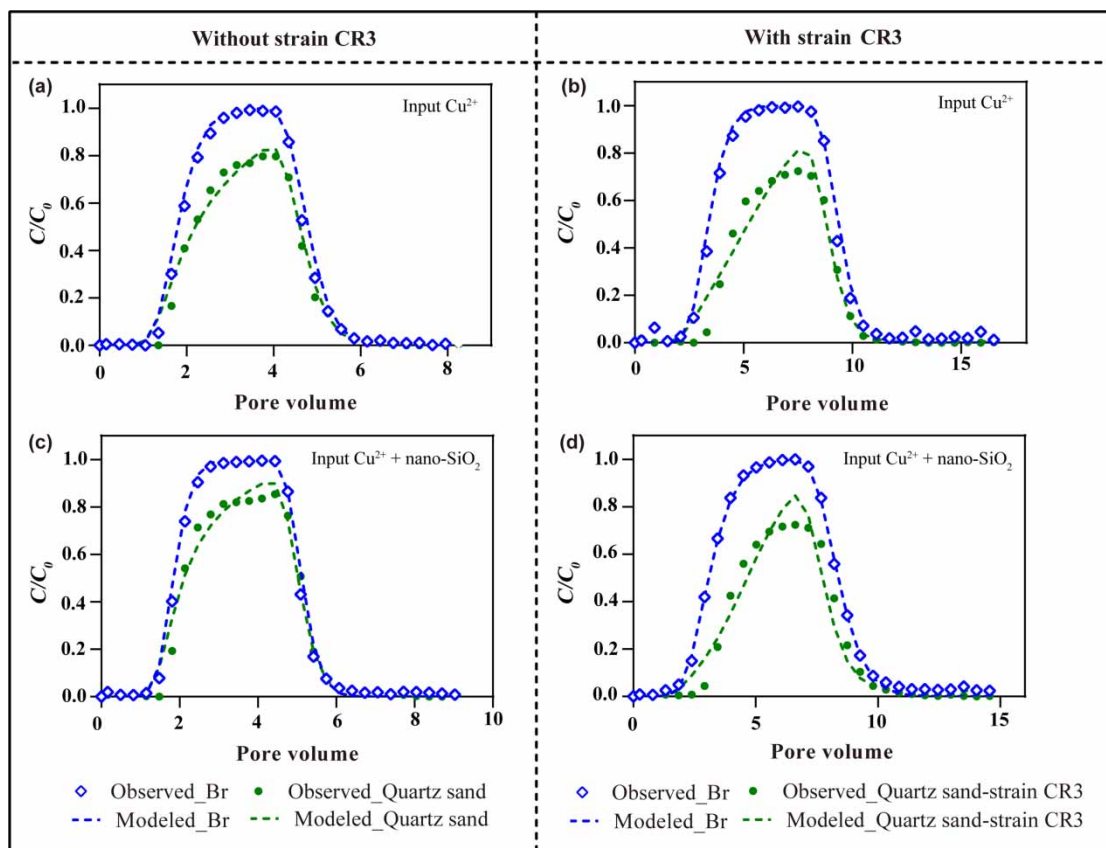 Without strain CR3
With strain CR3
(a)
Input Cu²⁺
1.0
0.8
0.6
0.4
0.2
0.0
C/C₀
0 2 4 6 8
Pore volume
(b)
Input Cu²⁺
1.0
0.8
0.6
0.4
0.2
0.0
C/C₀
0 5 10 15
Pore volume
(c)
Input Cu²⁺ + nano-SiO₂
1.0
0.8
0.6
0.4
0.2
0.0
C/C₀
0 2 4 6 8 10
Pore volume
(d)
Input Cu²⁺ + nano-SiO₂
1.0
0.8
0.6
0.4
0.2
0.0
C/C₀
0 5 10 15
Pore volume
Observed_Br Observed_Quartz sand
Modeled_Br Modeled_Quartz sand
Observed_Br Observed_Quartz sand-strain CR3
Modeled_Br Modeled_Quartz sand-strain CR3